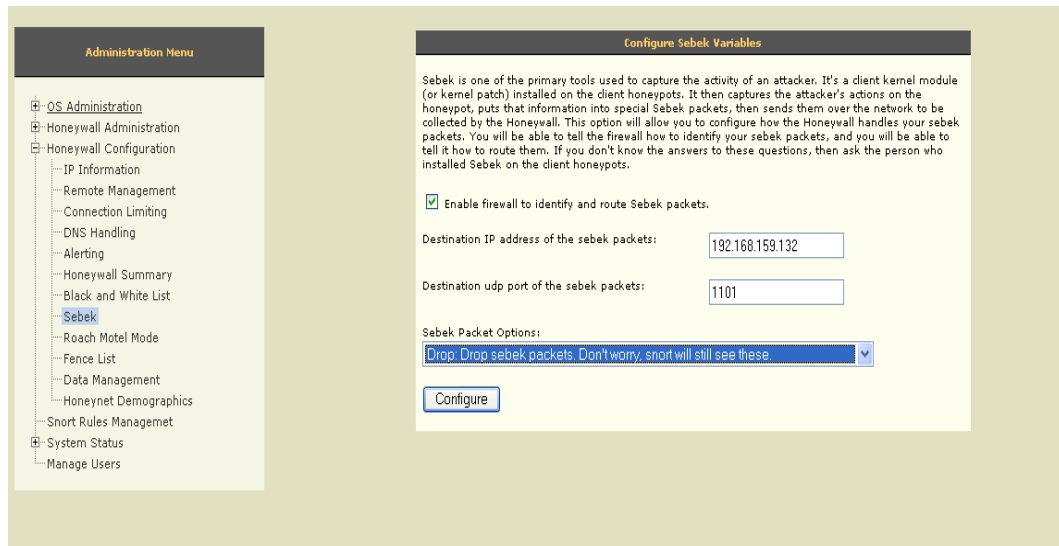 Administration Menu
OS Administration
Honeywall Administration
Honeywall Configuration
IP Information
Remote Management
Connection Limiting
DNS Handling
Alerting
Honeywall Summary
Black and White List
Sebek
Roach Motel Mode
Fence List
Data Management
Honeynet Demographics
Snort Rules Managemet
System Status
Manage Users
Configure Sebek Variables
Sebek is one of the primary tools used to capture the activity of an attacker. It's a client kernel module
(or kernel patch) installed on the client honeypots. It then captures the attacker's actions on the
honeypot, puts that information into special Sebek packets, then sends them over the network to be
collected by the Honeywall. This option will allow you to configure how the Honeywall handles your sebek
packets. You will be able to tell the firewall how to identify your sebek packets, and you will be able to
tell it how to route them. If you don't know the answers to these questions, then ask the person who
installed Sebek on the client honeypots.
Enable firewall to identify and route Sebek packets.
Destination IP address of the sebek packets: 192.168.159.132
Destination udp port of the sebek packets: 1101
Sebek Packet Options:
Drop: Drop sebek packets. Don't worry, snort will still see these.
Configure